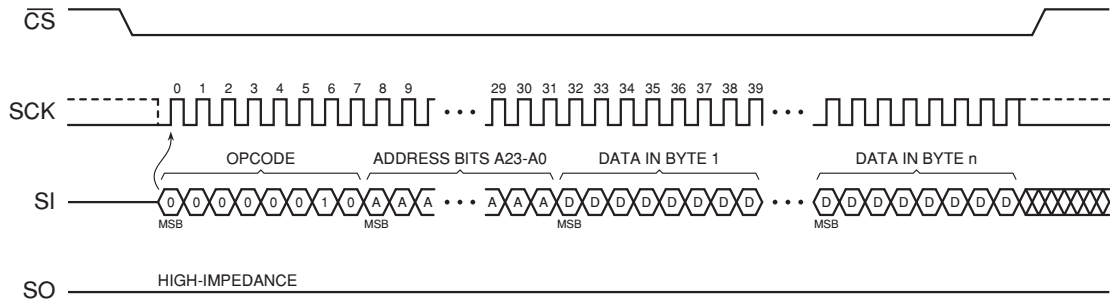 CS
0 1 2 3 4 5 6 7 8 9 29 30 31 32 33 34 35 36 37 38 39
SCK
OPCODE ADDRESS BITS A23-A0 DATA IN BYTE 1 DATA IN BYTE n
SI 0 0 0 0 0 0 1 0 A A A A A A D D D D D D D D D D D D D D D D
MSB MSB MSB MSB
HIGH-IMPEDANCE
SO